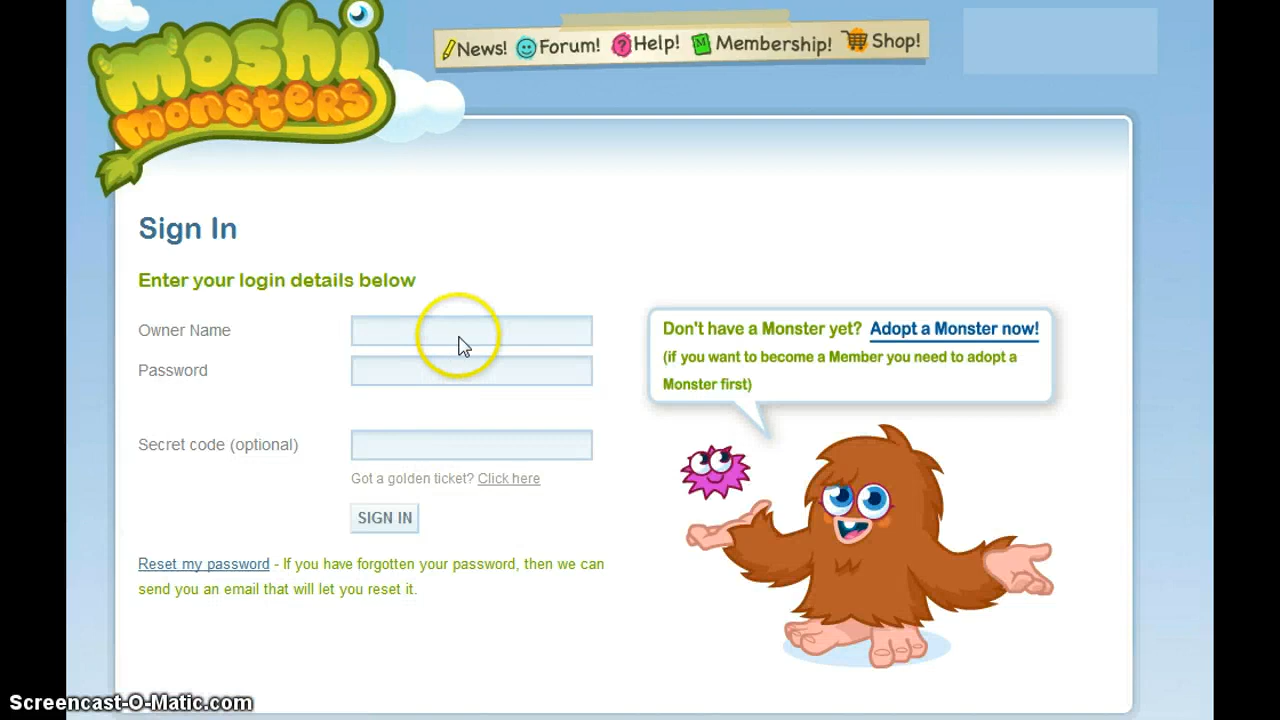 moshi
monsters
News! Forum! Help! Membership! Shop!
Sign In
Enter your login details below
Owner Name
Password
Secret code (optional)
Got a golden ticket? Click here
SIGN IN
Reset my password - If you have forgotten your password, then we can
send you an email that will let you reset it.
Don't have a Monster yet? Adopt a Monster now!
(if you want to become a Member you need to adopt a
Monster first)
Screencast-O-Matic.com